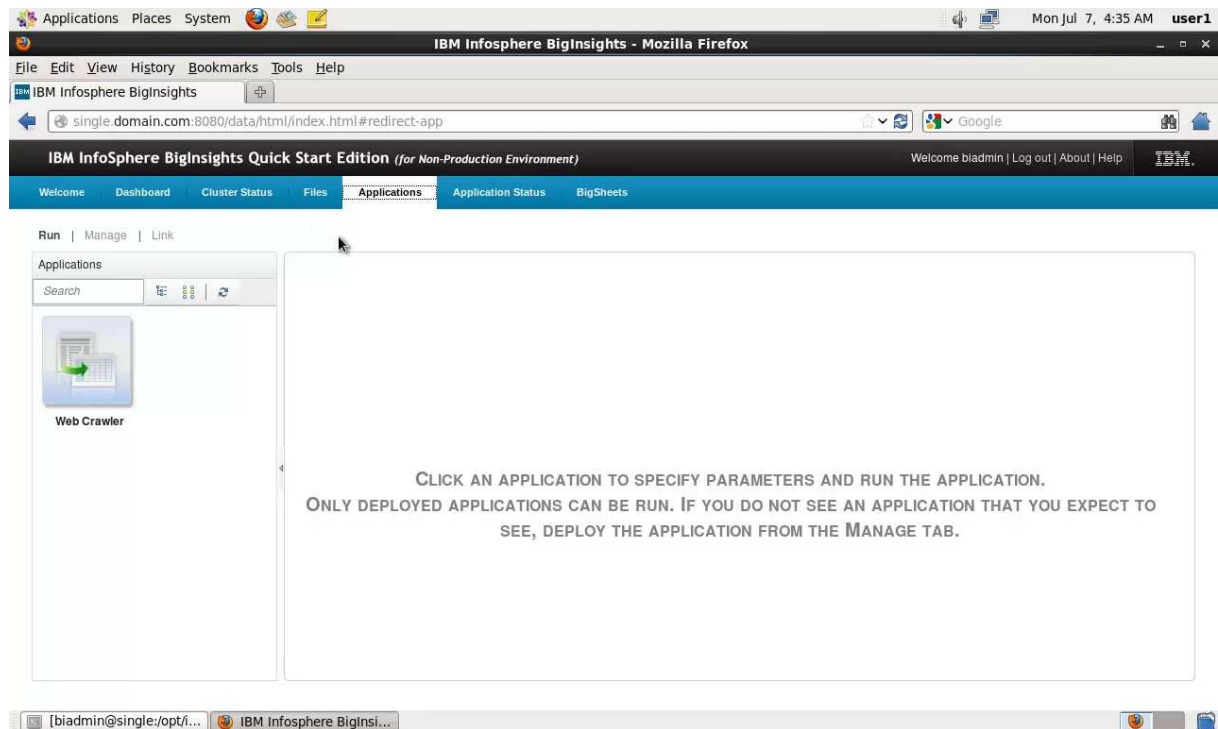 Applications Places System Mon Jul 7, 4:35 AM user1
IBM Infosphere BigInsights - Mozilla Firefox
File Edit View History Bookmarks Tools Help
IBM IBM Infosphere BigInsights
single.domain.com:8080/data/html/index.html#redirect-app Google
IBM InfoSphere BigInsights Quick Start Edition (for Non-Production Environment) Welcome biadmin | Log out | About | Help IBM.
Welcome Dashboard Cluster Status Files Applications Application Status BigSheets
Run | Manage | Link
Applications
Search
Web Crawler
CLICK AN APPLICATION TO SPECIFY PARAMETERS AND RUN THE APPLICATION.
ONLY DEPLOYED APPLICATIONS CAN BE RUN. IF YOU DO NOT SEE AN APPLICATION THAT YOU EXPECT TO
SEE, DEPLOY THE APPLICATION FROM THE MANAGE TAB.
[biadmin@single:/opt/i... IBM Infosphere BigInsi...